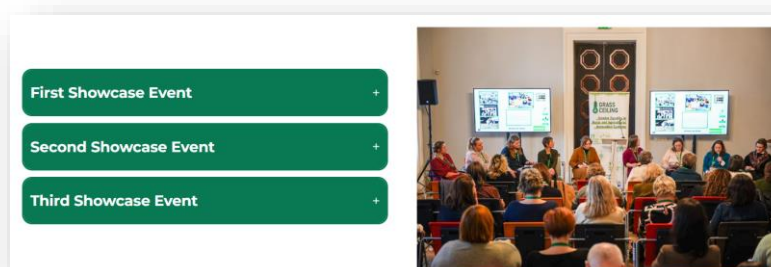 First Showcase Event +
Second Showcase Event +
Third Showcase Event +
GRASS
CEILING